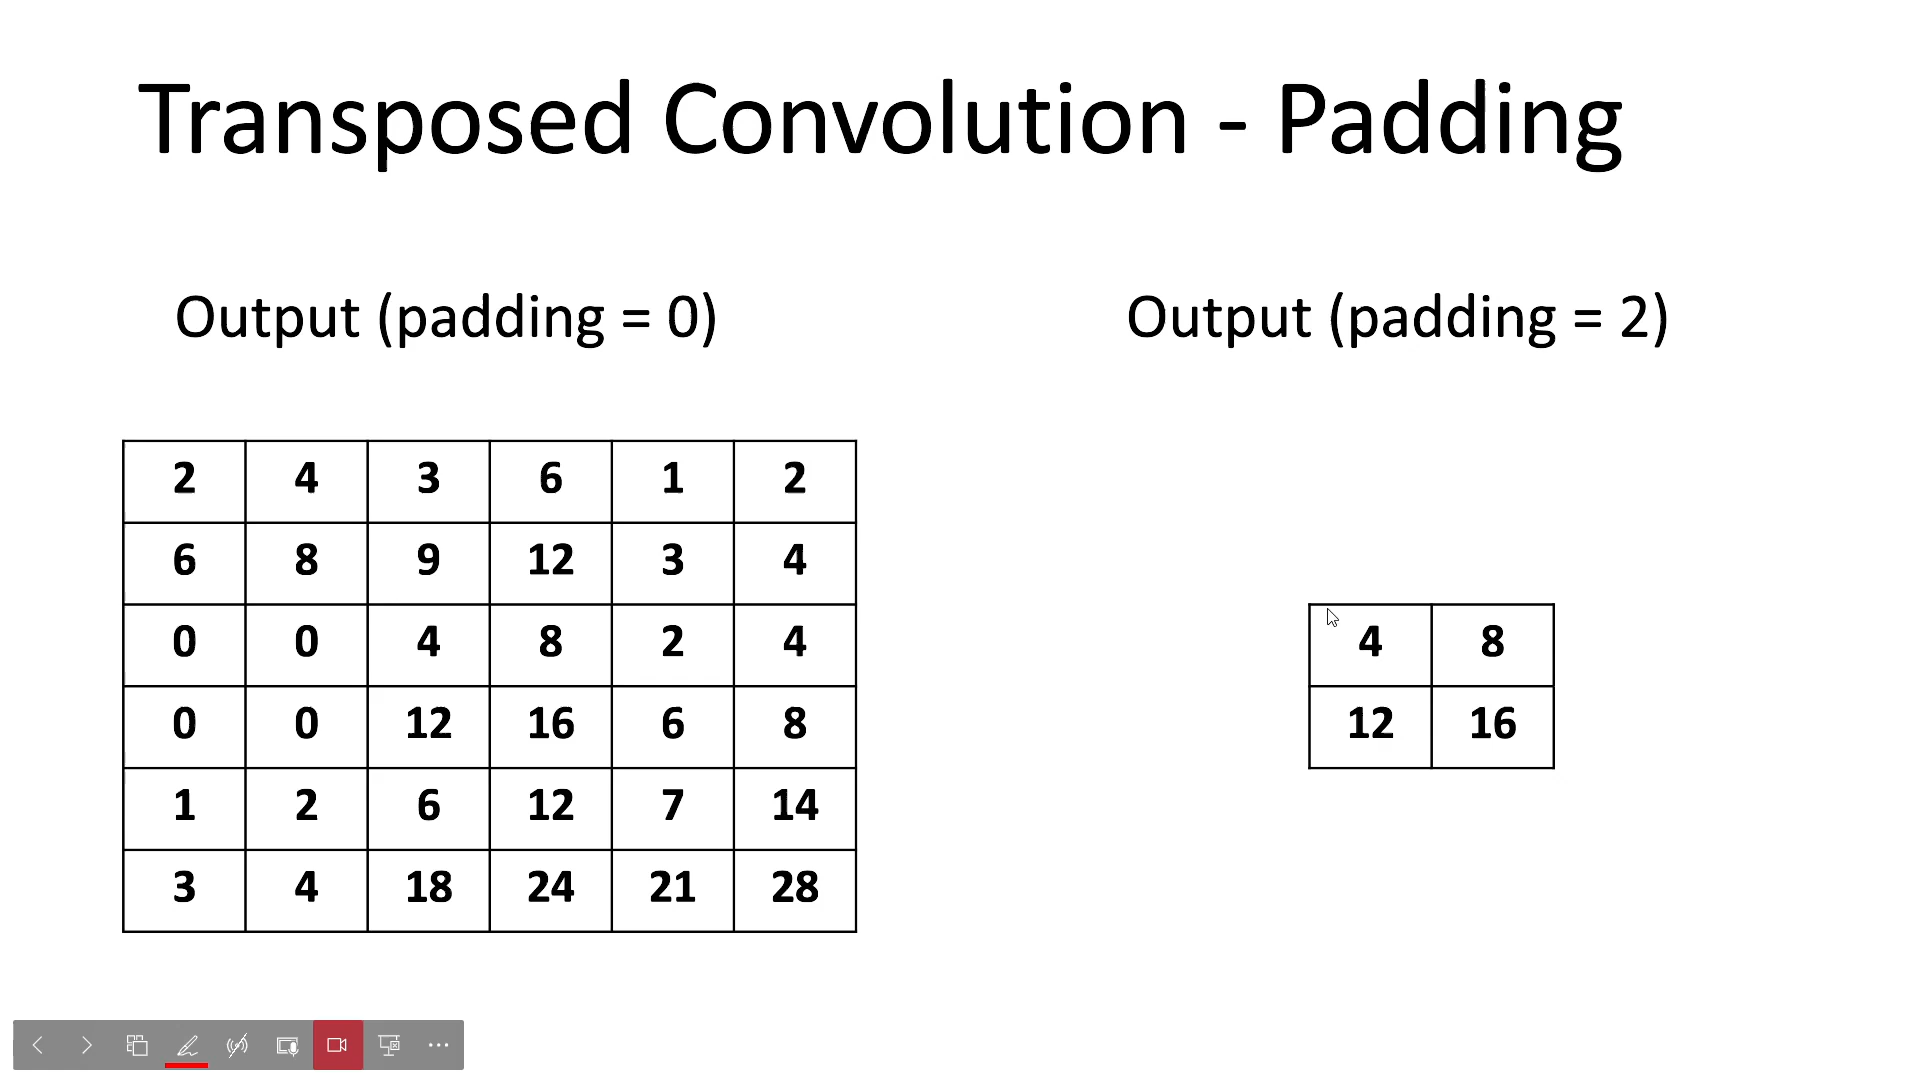 Transposed Convolution - Padding
Output (padding = 0)
Output (padding = 2)
2 4 3 6 1 2
6 8 9 12 3 4
0 0 4 8 2 4
0 0 12 16 6 8
1 2 6 12 7 14
3 4 18 24 21 28
4 8
12 16